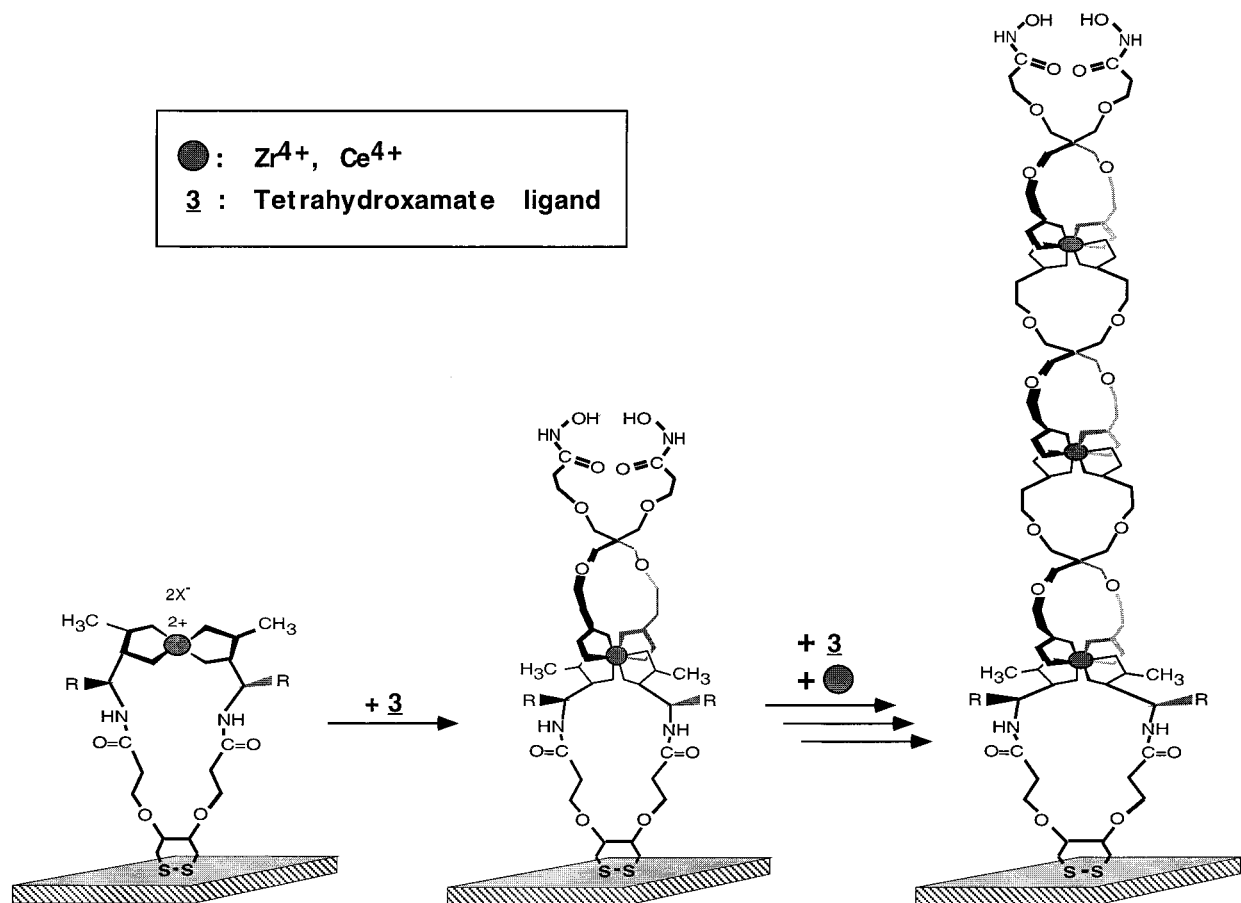 : Zr4+, Ce4+
3 : Tetrahydroxamate ligand
2X-
2+
H3C
CH3
R
R
HN
NH
O=C
C=O
O
O
S-S
+ 3
OH
HO
HN
NH
C=O
O=C
O
O
O
O
H3C
CH3
R
R
HN
NH
O=C
C=O
O
O
S-S
+ 3
+
OH
HO
HN
NH
C=O
O=C
O
O
O
O
O
O
O
O
O
O
O
O
H3C
CH3
R
R
HN
NH
O=C
C=O
O
O
S-S